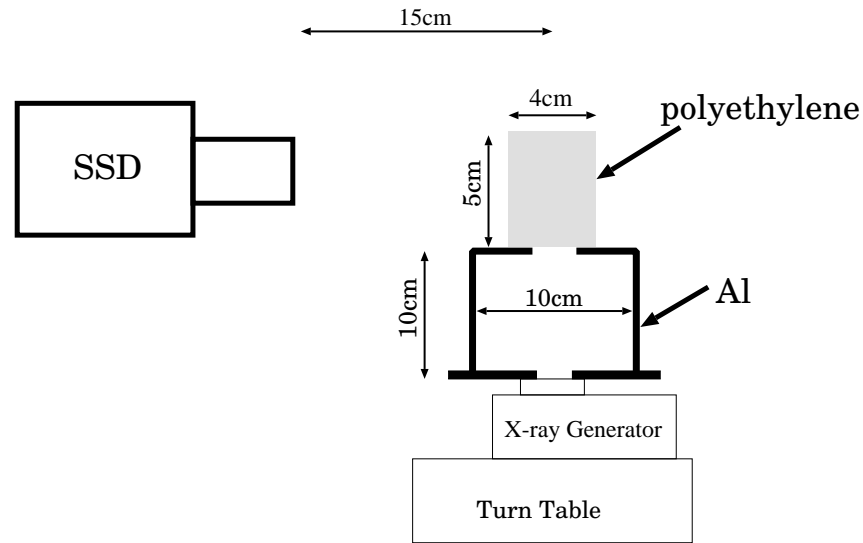 15cm
4cm
polyethylene
SSD
5cm
10cm
10cm
Al
X-ray Generator
Turn Table